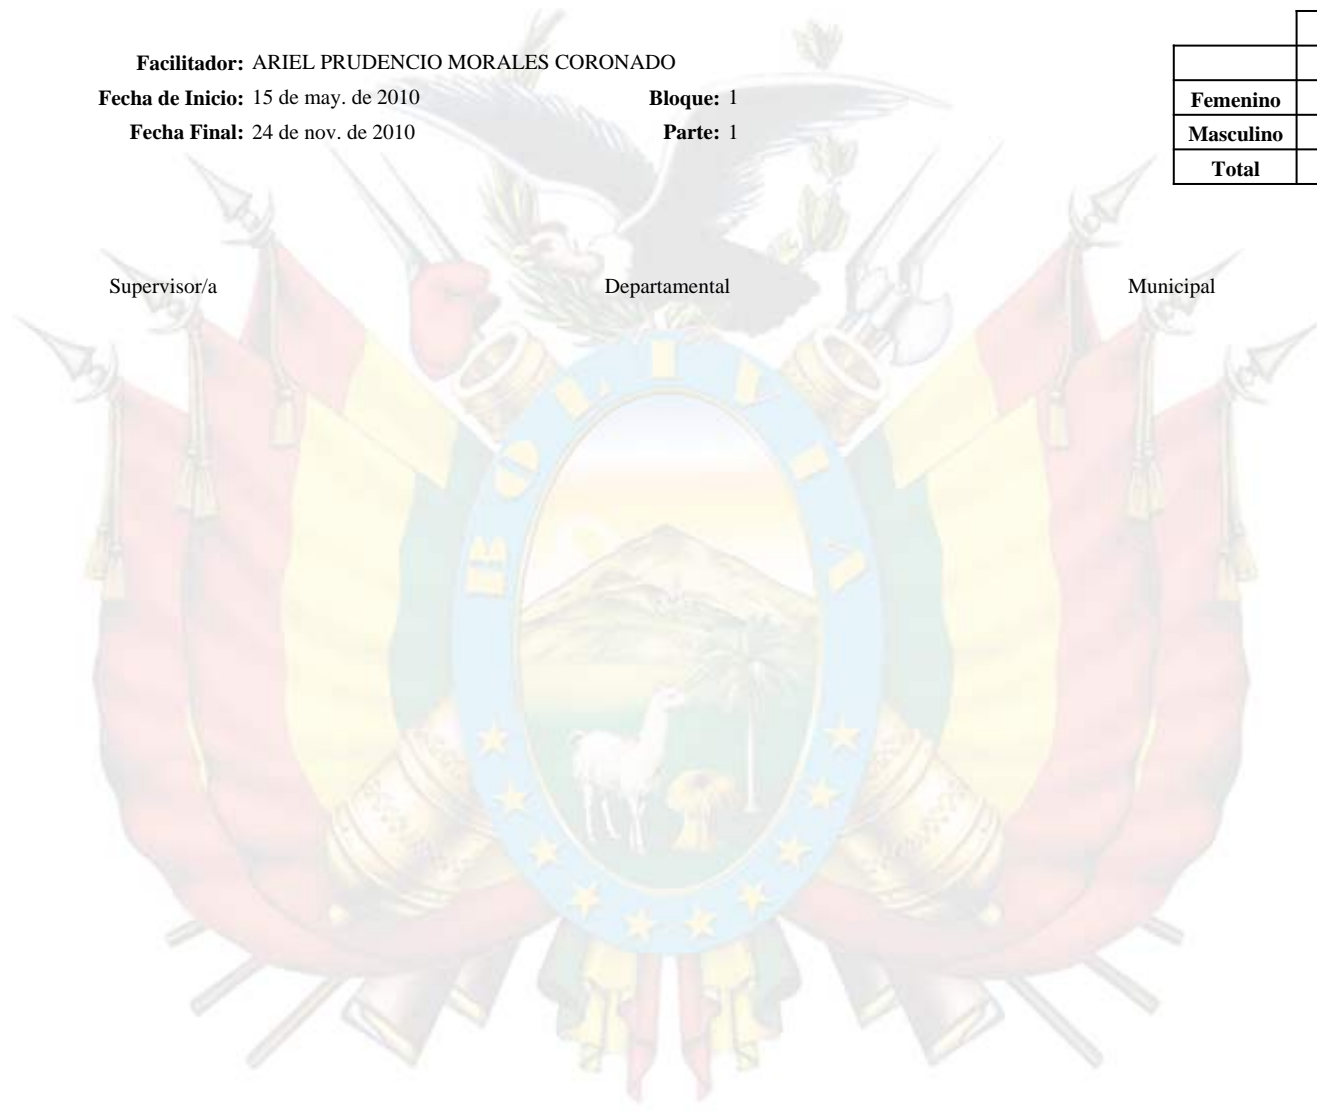 Facilitador: ARIEL PRUDENCIO MORALES CORONADO
Fecha de Inicio: 15 de may. de 2010 Bloque: 1
Fecha Final: 24 de nov. de 2010 Parte: 1
Femenino
Masculino
Total
Supervisor/a Departamental Municipal
BOLIVIA